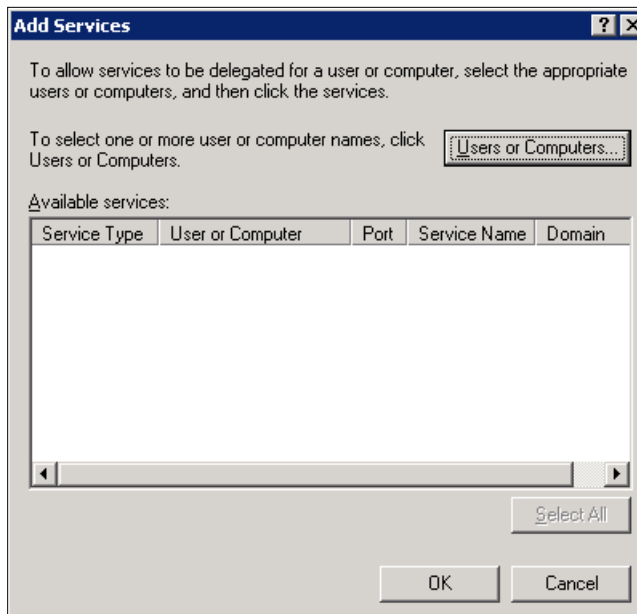 Add Services
To allow services to be delegated for a user or computer, select the appropriate
users or computers, and then click the services.
To select one or more user or computer names, click
Users or Computers.
Users or Computers...
Available services:
Service Type User or Computer Port Service Name Domain
Select All
OK Cancel